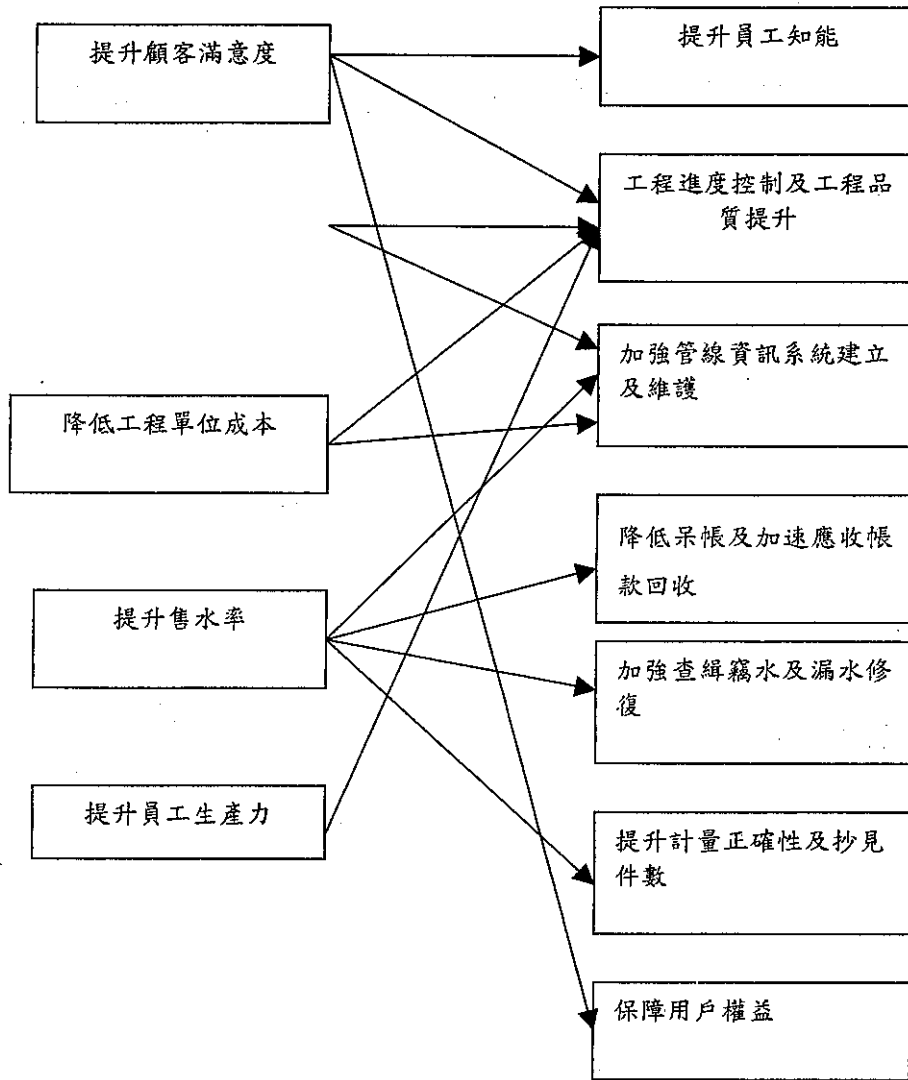 提升顧客滿意度
降低工程單位成本
提升售水率
提升員工生產力
提升員工知能
工程進度控制及工程品
質提升
加強管線資訊系統建立
及維護
降低呆帳及加速應收帳
款回收
加強查緝竊水及漏水修
復
提升計量正確性及抄見
件數
保障用戶權益